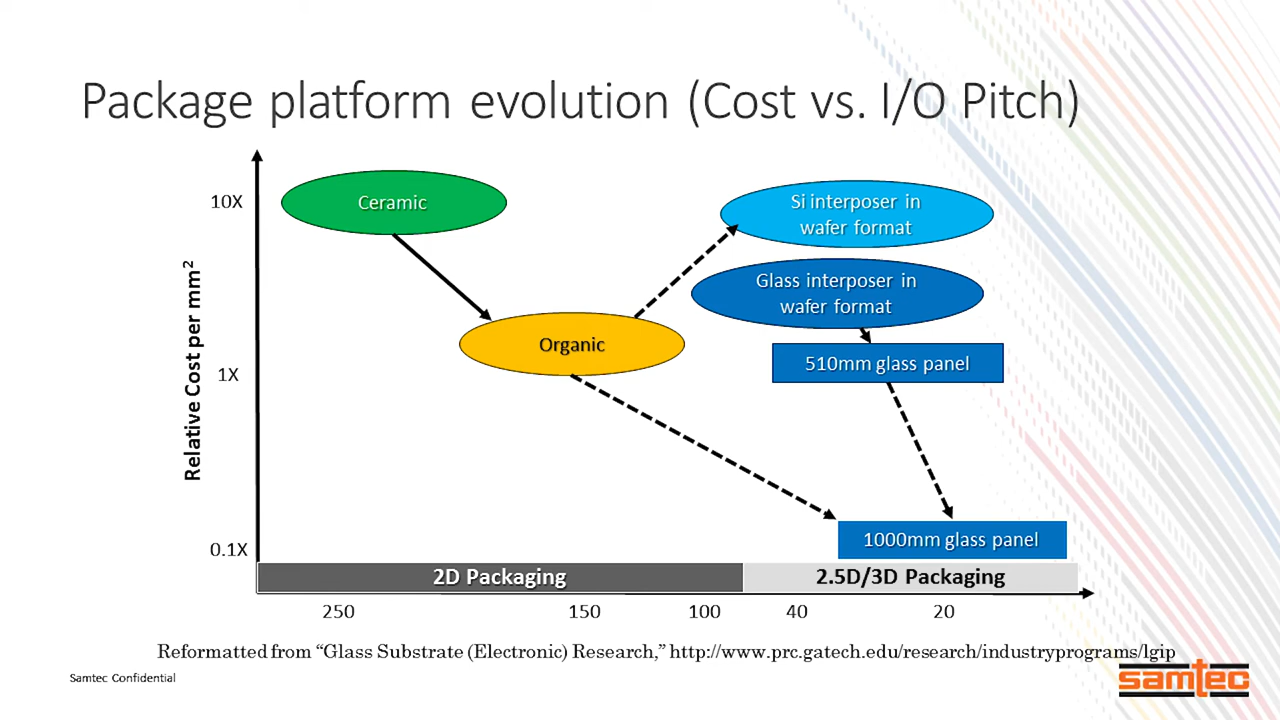 Package platform evolution (Cost vs. I/O Pitch)
10X
Ceramic
Si interposer in
wafer format
Glass interposer in
wafer format
Relative Cost per mm²
Organic
510mm glass panel
1X
1000mm glass panel
0.1X
2D Packaging
2.5D/3D Packaging
250
150
100
40
20
Reformatted from “Glass Substrate (Electronic) Research,” http://www.prc.gatech.edu/research/industryprograms/lgip
Samtec Confidential
samtec